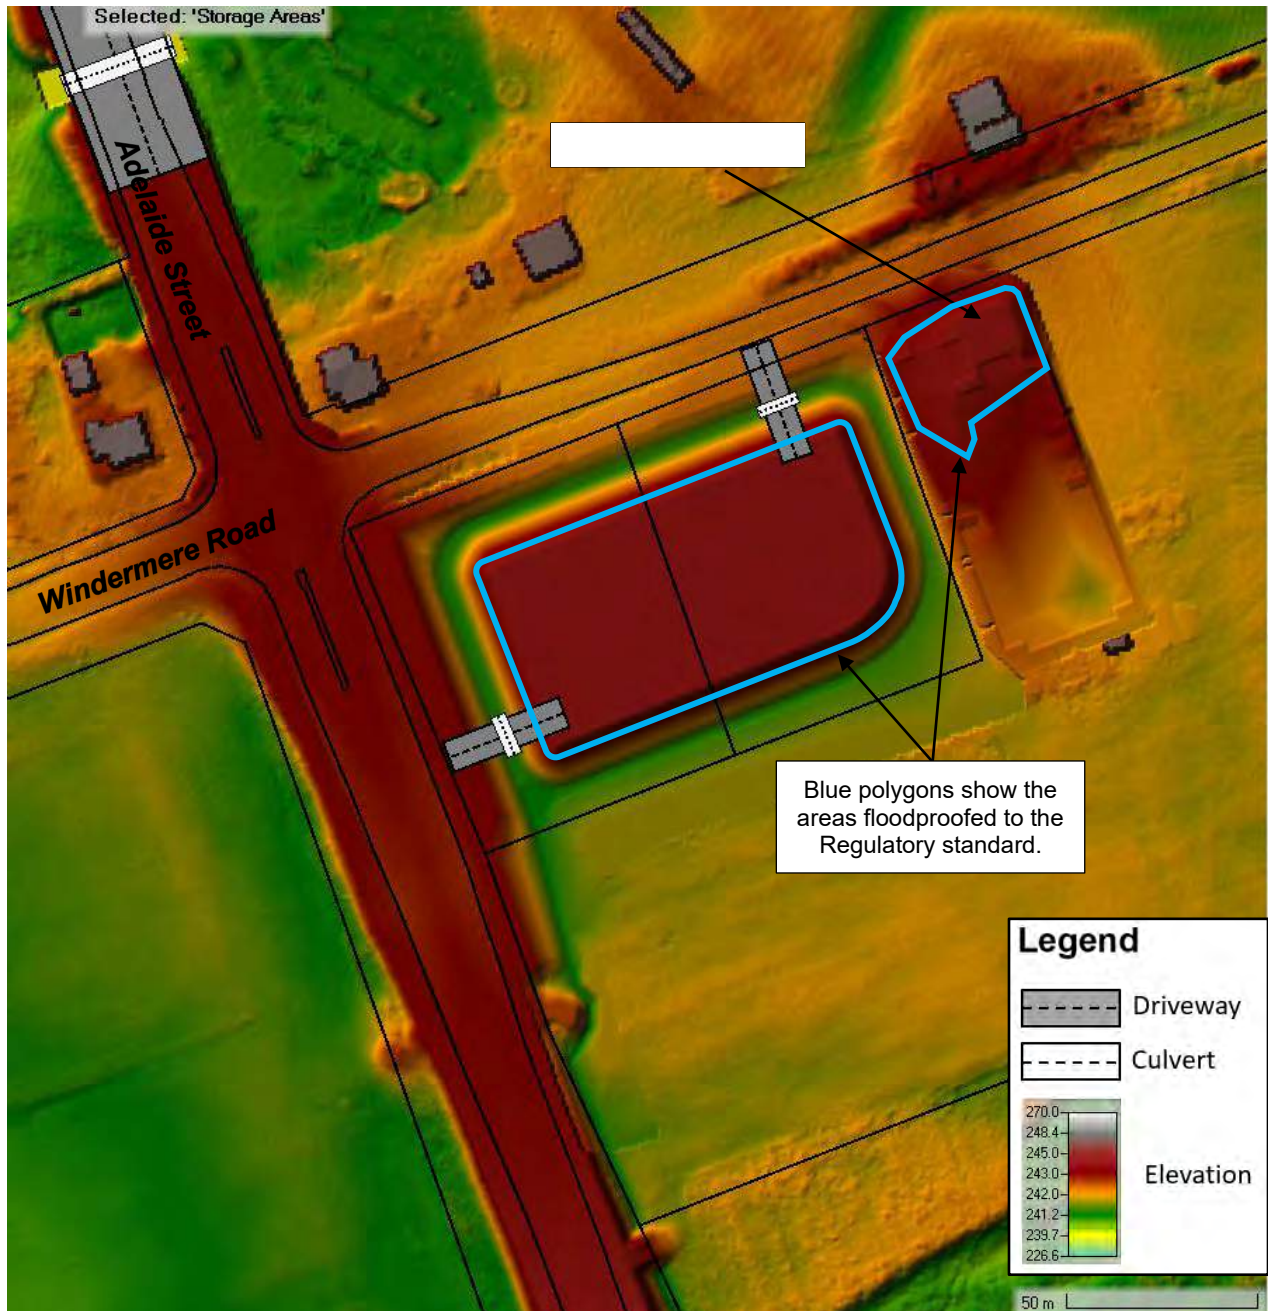 Selected: 'Storage Areas'
Adelaide Street
Windermere Road
Blue polygons show the
areas floodproofed to the
Regulatory standard.
Legend
Driveway
Culvert
270.0
248.4
245.0
243.0
242.0
241.2
239.7
226.6
Elevation
50 m